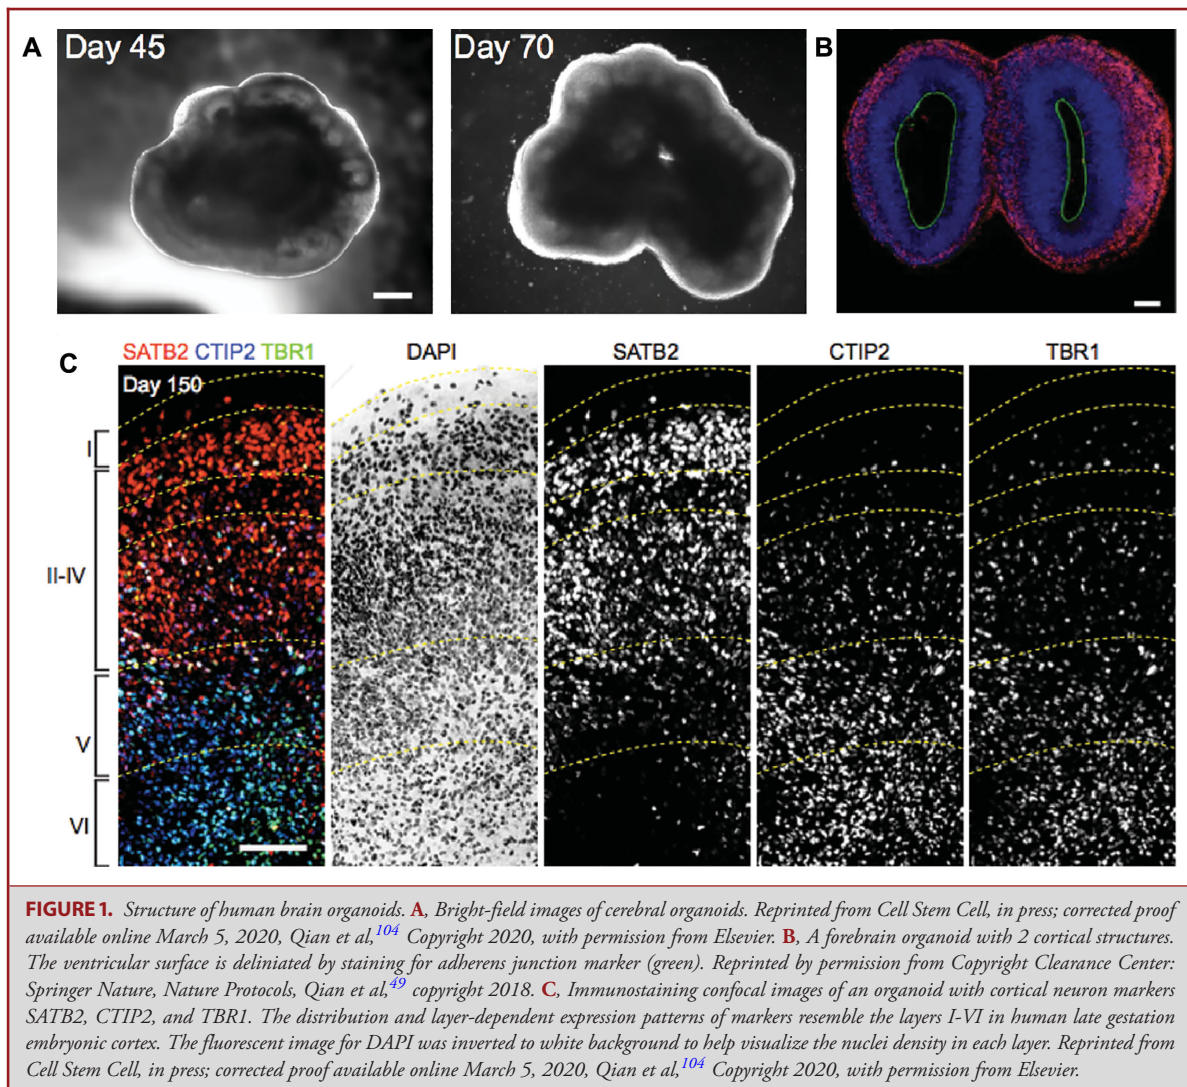 A
Day 45
Day 70
B
C
SATB2 CTIP2 TBR1
DAPI
SATB2
CTIP2
TBR1
Day 150
I
II-IV
V
VI
FIGURE 1. Structure of human brain organoids. A, Bright-field images of cerebral organoids. Reprinted from Cell Stem Cell, in press; corrected proof
available online March 5, 2020, Qian et al,104 Copyright 2020, with permission from Elsevier. B, A forebrain organoid with 2 cortical structures.
The ventricular surface is deliniated by staining for adherens junction marker (green). Reprinted by permission from Copyright Clearance Center:
Springer Nature, Nature Protocols, Qian et al,49 copyright 2018. C, Immunostaining confocal images of an organoid with cortical neuron markers
SATB2, CTIP2, and TBR1. The distribution and layer-dependent expression patterns of markers resemble the layers I-VI in human late gestation
embryonic cortex. The fluorescent image for DAPI was inverted to white background to help visualize the nuclei density in each layer. Reprinted from
Cell Stem Cell, in press; corrected proof available online March 5, 2020, Qian et al,104 Copyright 2020, with permission from Elsevier.